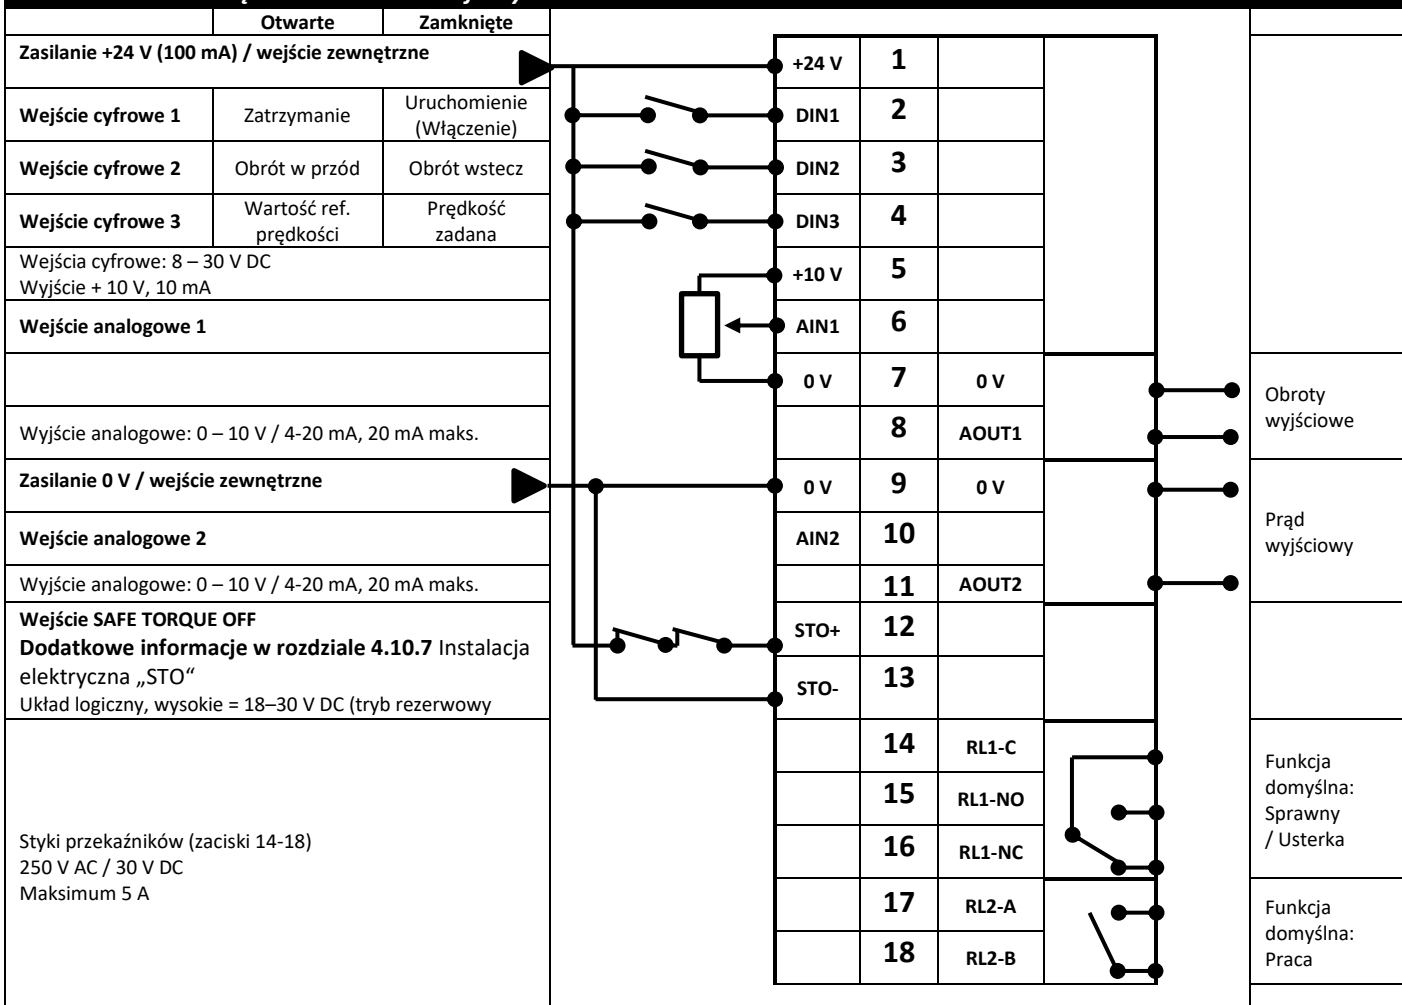 Otwarte
Zamknięte
Zasilanie +24 V (100 mA) / wejście zewnętrzne
+24 V
1
Wejście cyfrowe 1
Zatrzymanie
Uruchomienie
(Włączenie)
DIN1
2
Wejście cyfrowe 2
Obrót w przód
Obrót wstecz
DIN2
3
Wejście cyfrowe 3
Wartość ref.
prędkości
Prędkość
zadana
DIN3
4
Wejścia cyfrowe: 8 – 30 V DC
Wyjście + 10 V, 10 mA
+10 V
5
Wejście analogowe 1
AIN1
6
0 V
7
0 V
Obroty
wyjściowe
Wyjście analogowe: 0 – 10 V / 4-20 mA, 20 mA maks.
8
AOUT1
Zasilanie 0 V / wejście zewnętrzne
0 V
9
0 V
Prąd
wyjściowy
Wejście analogowe 2
AIN2
10
Wyjście analogowe: 0 – 10 V / 4-20 mA, 20 mA maks.
11
AOUT2
Wejście SAFE TORQUE OFF
Dodatkowe informacje w rozdziale 4.10.7 Instalacja
elektryczna „STO“
Układ logiczny, wysokie = 18–30 V DC (tryb rezerwowy
STO+
12
STO-
13
Styki przekaźników (zaciski 14-18)
250 V AC / 30 V DC
Maksimum 5 A
14
RL1-C
15
RL1-NO
16
RL1-NC
Funkcja
domyślna:
Sprawny
/ Usterka
17
RL2-A
18
RL2-B
Funkcja
domyślna:
Praca